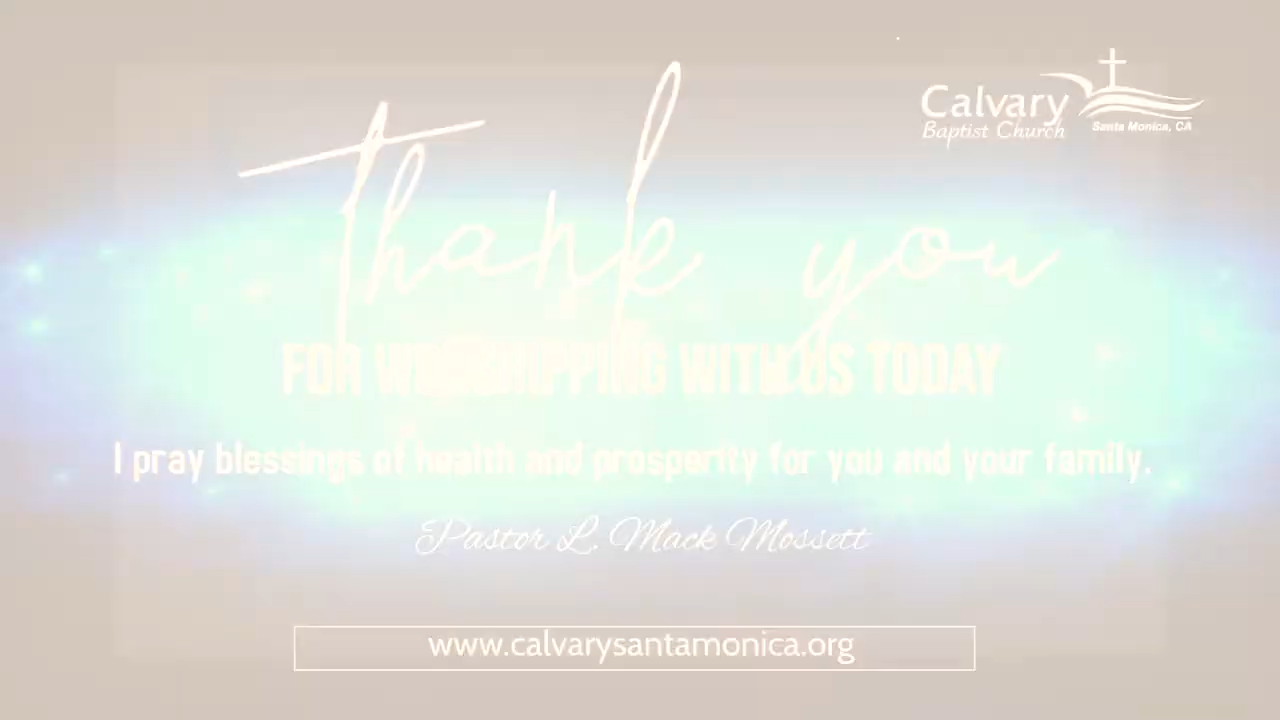 Calvary
Baptist Church
Santa Monica, CA
Thank you
FOR WORSHIPPING WITH US TODAY
I pray blessings of health and prosperity for you and your family.
Pastor L. Mack Mossett
www.calvarysantamonica.org